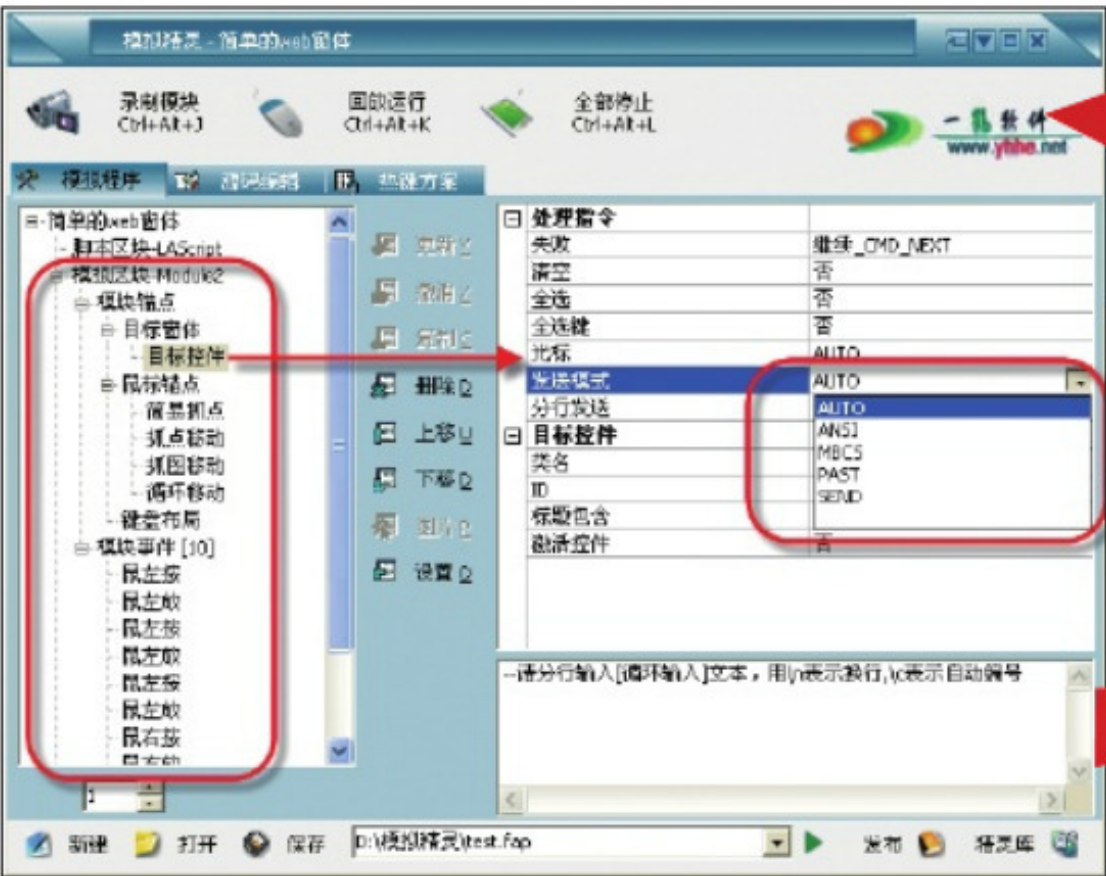 模拟精灵 - 简单的web窗体
录制模块
Ctrl+Alt+J
回放运行
Ctrl+Alt+K
全部停止
Ctrl+Alt+L
软件
www.yhhe.net
模拟程序
热键方案
简单的web窗体
脚本区块-LAScript
模拟区块-Module2
模块锚点
目标窗体
目标控件
鼠标锚点
简易抓点
抓点移动
抓图移动
循环移动
键盘布局
模块事件 [10]
鼠左按
鼠左放
鼠左按
鼠左放
鼠左按
鼠左放
鼠右按
鼠右放
1
更新
撤消 Z
复制
删除 D
上移 U
下移 D
设置 O
处理指令
失败 继续_CMD_NEXT
清空 否
全选 否
全选键 否
光标 AUTO
发送模式 AUTO
分行发送
AUTO
ANSI
MBCS
PAST
SEND
目标控件
类名
ID
标题包含
激活控件 否
--请分行输入[循环输入]文本，用\n表示换行,\c表示自动编号
新建
打开
保存
D:\模拟精灵\test.fap
发布
精灵库